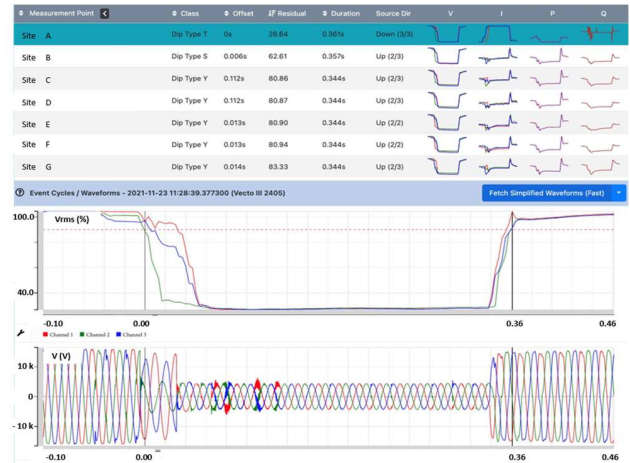 Measurement Point Class Offset Residual Duration Source Dir V I P Q
Site A Dip Type T 0s 26.64 0.361s Down (3/3)
Site B Dip Type S 0.006s 62.61 0.357s Up (2/3)
Site C Dip Type Y 0.112s 80.86 0.344s Up (2/3)
Site D Dip Type Y 0.112s 80.87 0.344s Up (2/3)
Site E Dip Type Y 0.013s 80.90 0.344s Up (2/2)
Site F Dip Type Y 0.013s 80.94 0.344s Up (2/2)
Site G Dip Type Y 0.014s 83.33 0.344s Up (2/3)
Event Cycles / Waveforms - 2021-11-23 11:28:39.377300 (Vecto III 2405) Fetch Simplified Waveforms (Fast)
100.0
Vrms (%)
40.0
-0.10 0.00 0.36 0.46
Channel 1 Channel 2 Channel 3
V (V)
10k
0
-10k
-0.10 0.00 0.36 0.46